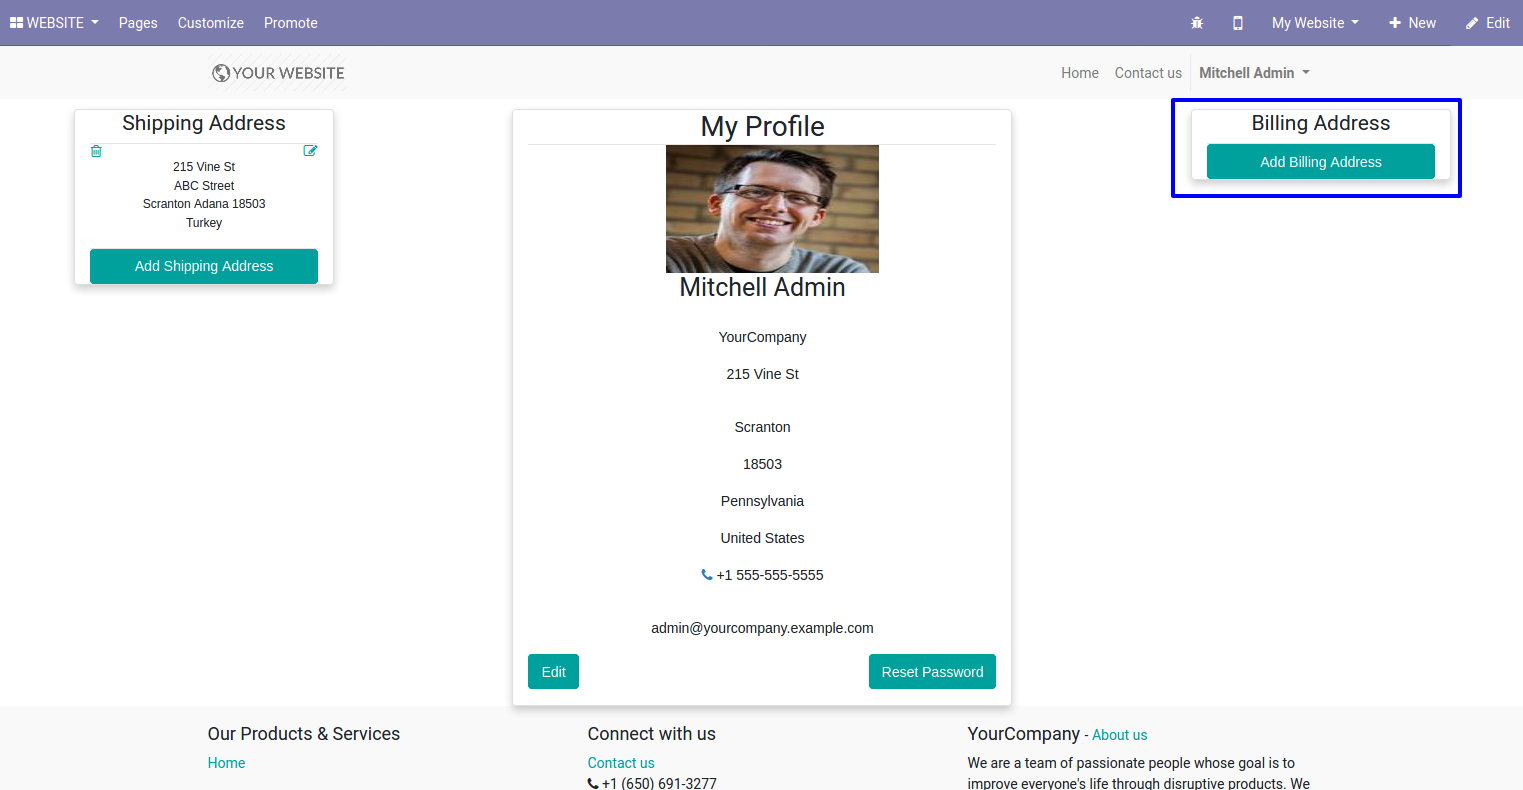 WEBSITE Pages Customize Promote My Website New Edit
YOUR WEBSITE Home Contact us Mitchell Admin
Shipping Address
215 Vine St
ABC Street
Scranton Adana 18503
Turkey
Add Shipping Address
My Profile
Mitchell Admin
YourCompany
215 Vine St
Scranton
18503
Pennsylvania
United States
+1 555-555-5555
admin@yourcompany.example.com
Edit Reset Password
Billing Address
Add Billing Address
Our Products & Services
Home
Connect with us
Contact us
+1 (650) 691-3277
YourCompany - About us
We are a team of passionate people whose goal is to
improve everyone's life through disruptive products. We